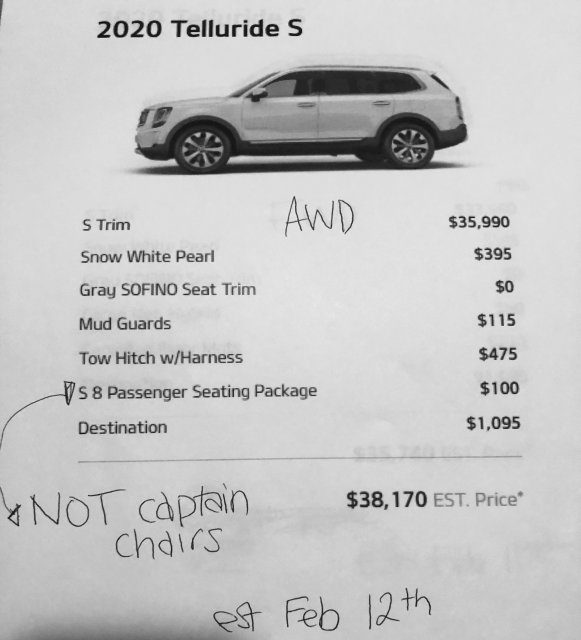 2020 Telluride S
AWD
S Trim $35,990
Snow White Pearl $395
Gray SOFINO Seat Trim $0
Mud Guards $115
Tow Hitch w/Harness $475
S 8 Passenger Seating Package $100
Destination $1,095
$38,170 EST. Price*
NOT captain
chairs
est Feb 12th